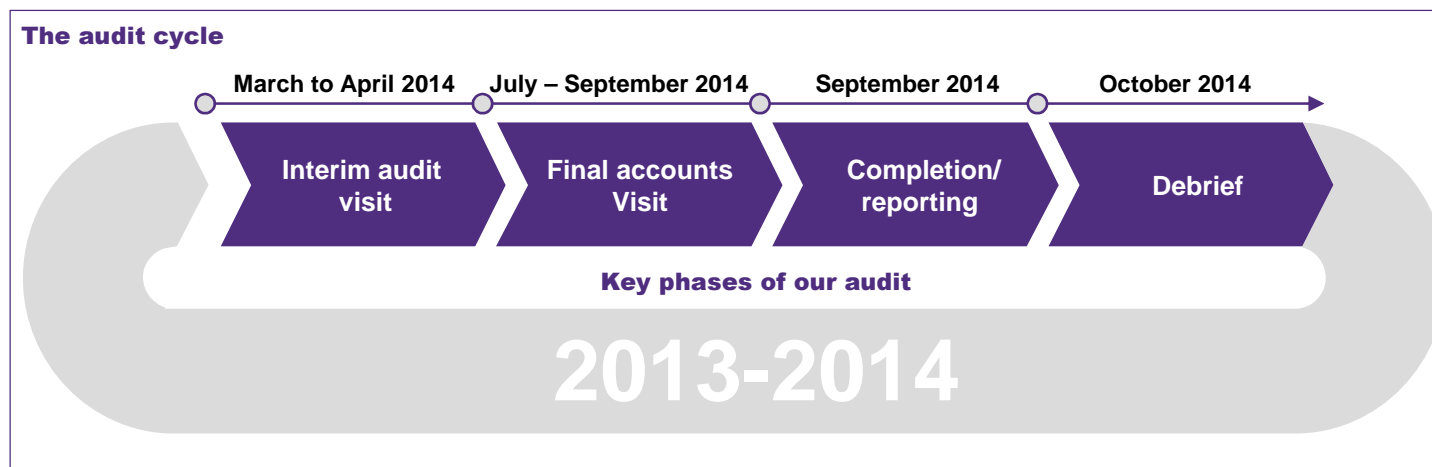 The audit cycle
March to April 2014
July – September 2014
September 2014
October 2014
Interim audit
visit
Final accounts
Visit
Completion/
reporting
Debrief
Key phases of our audit
2013-2014